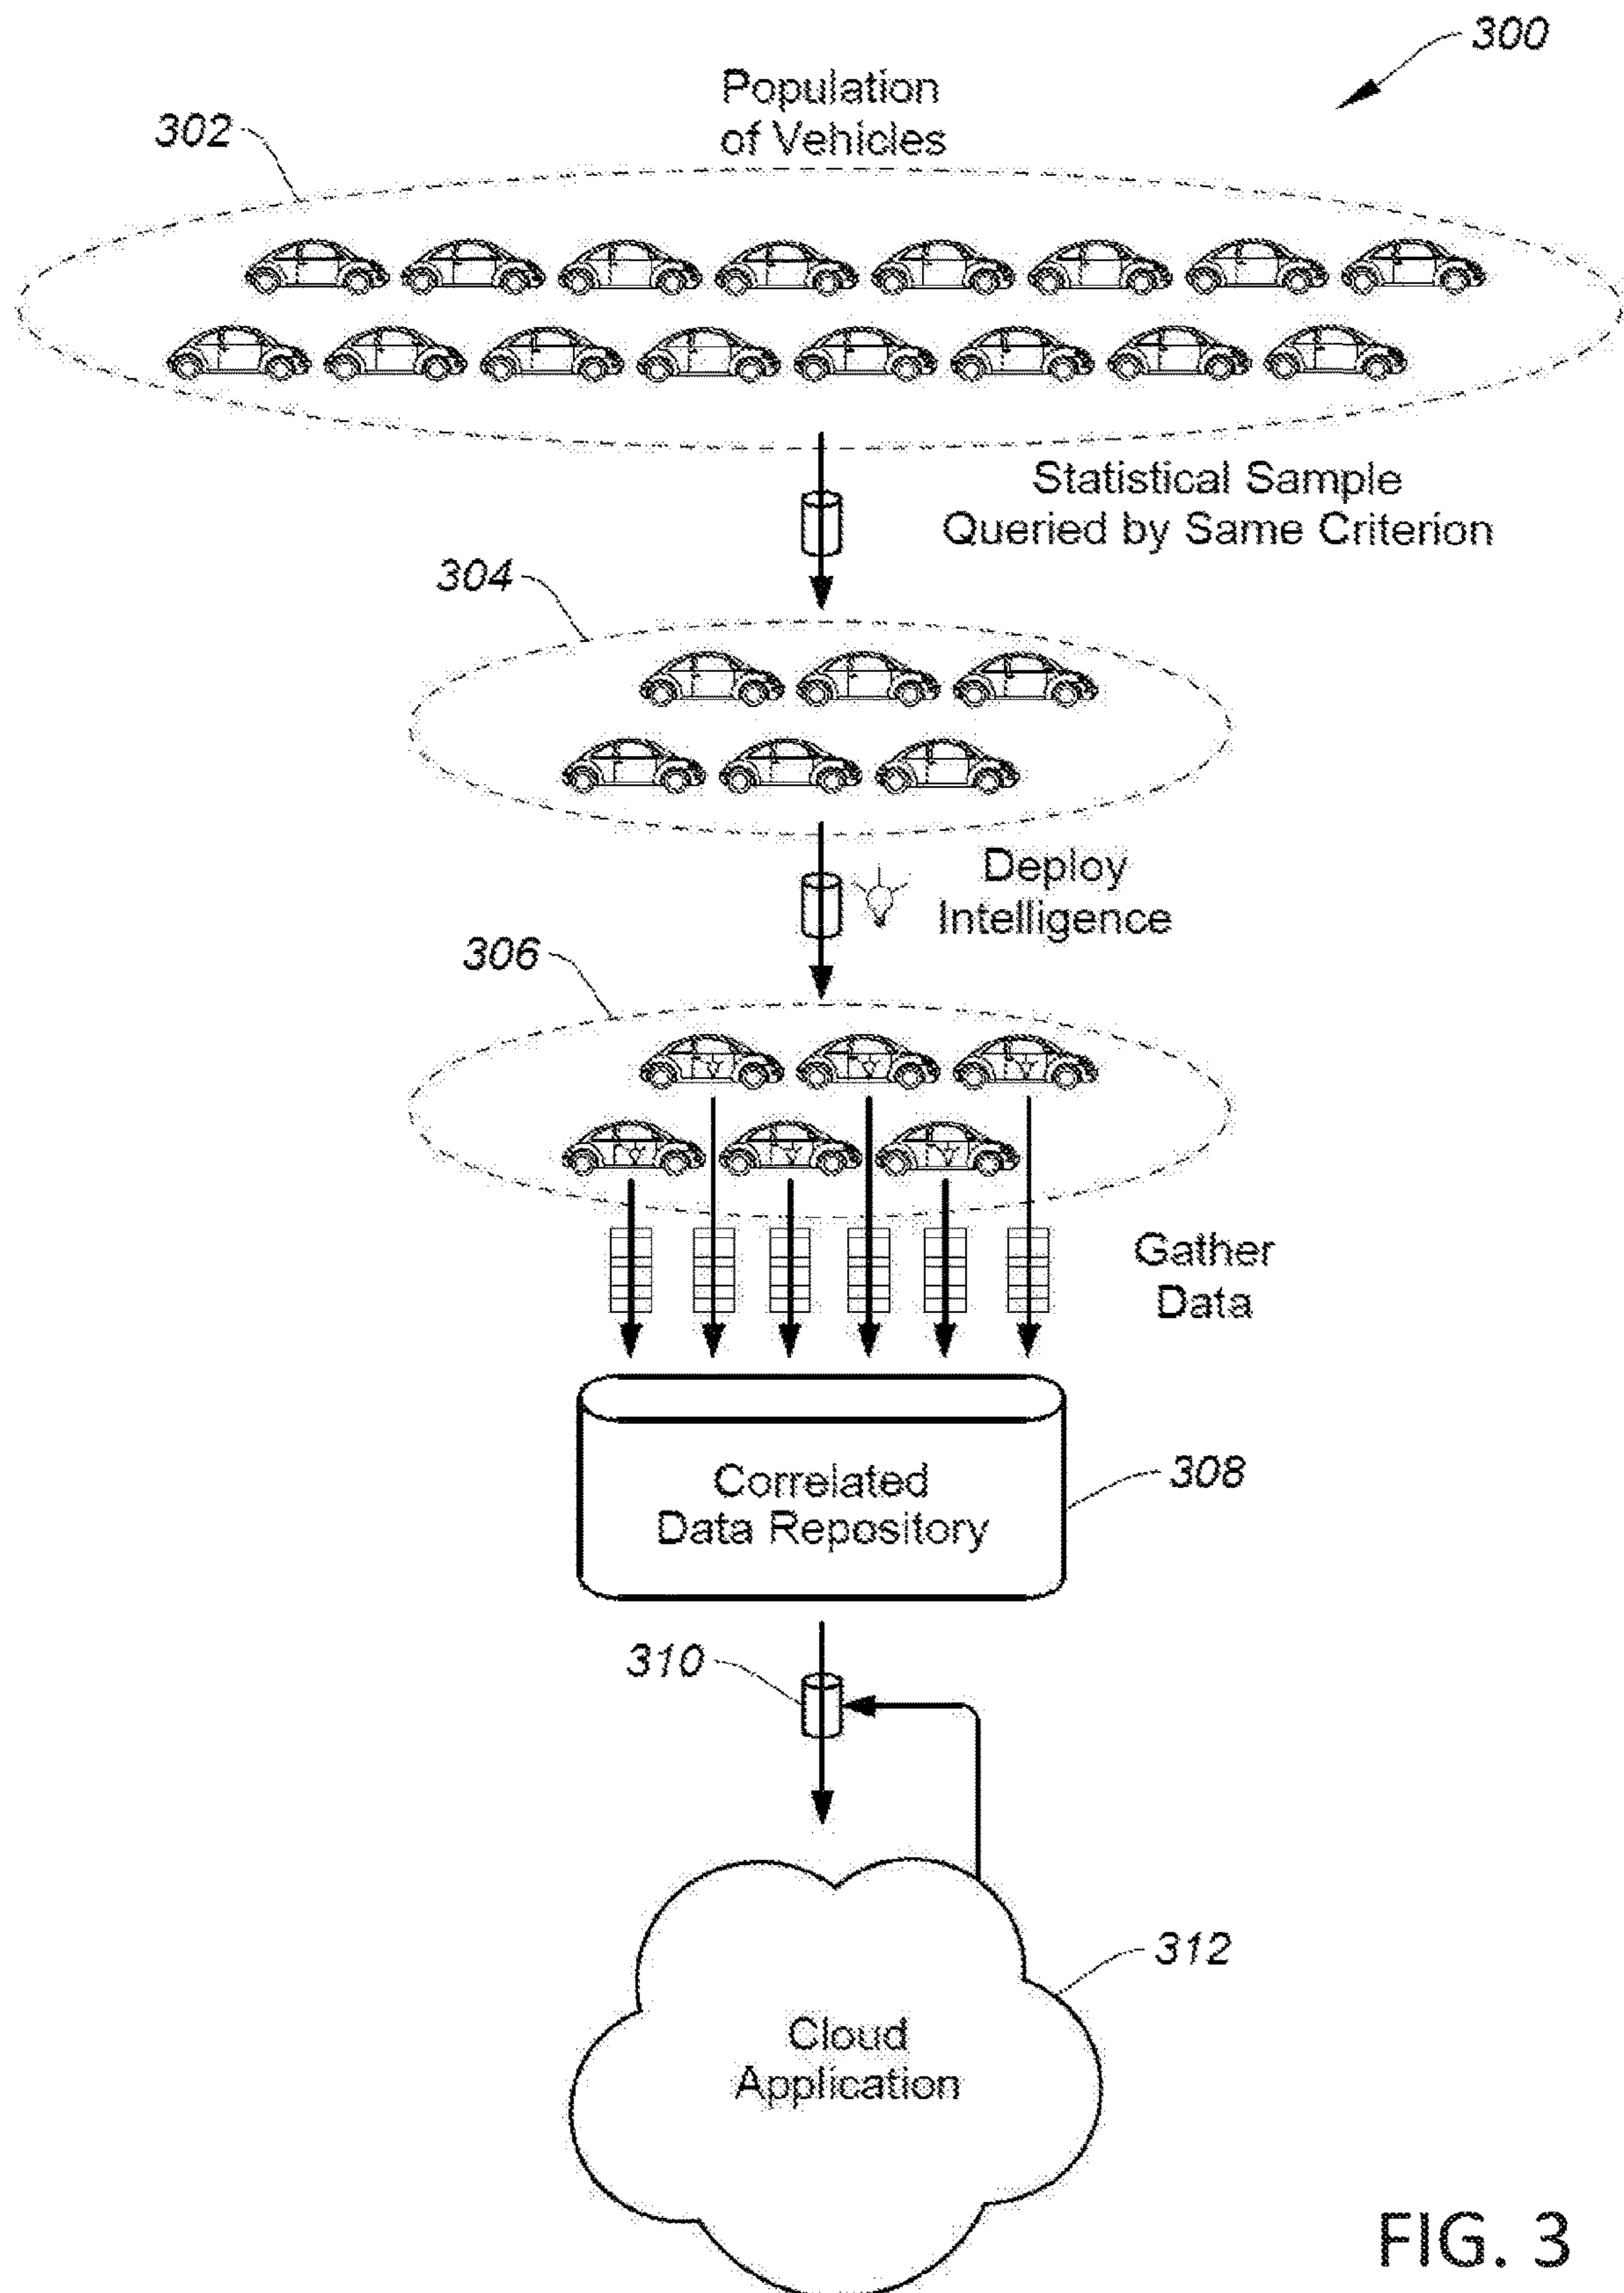 300
Population
of Vehicles
302
Statistical Sample
Queried by Same Criterion
304
Deploy
Intelligence
306
Gather
Data
Correlated
Data Repository
308
310
312
Cloud
Application
FIG. 3